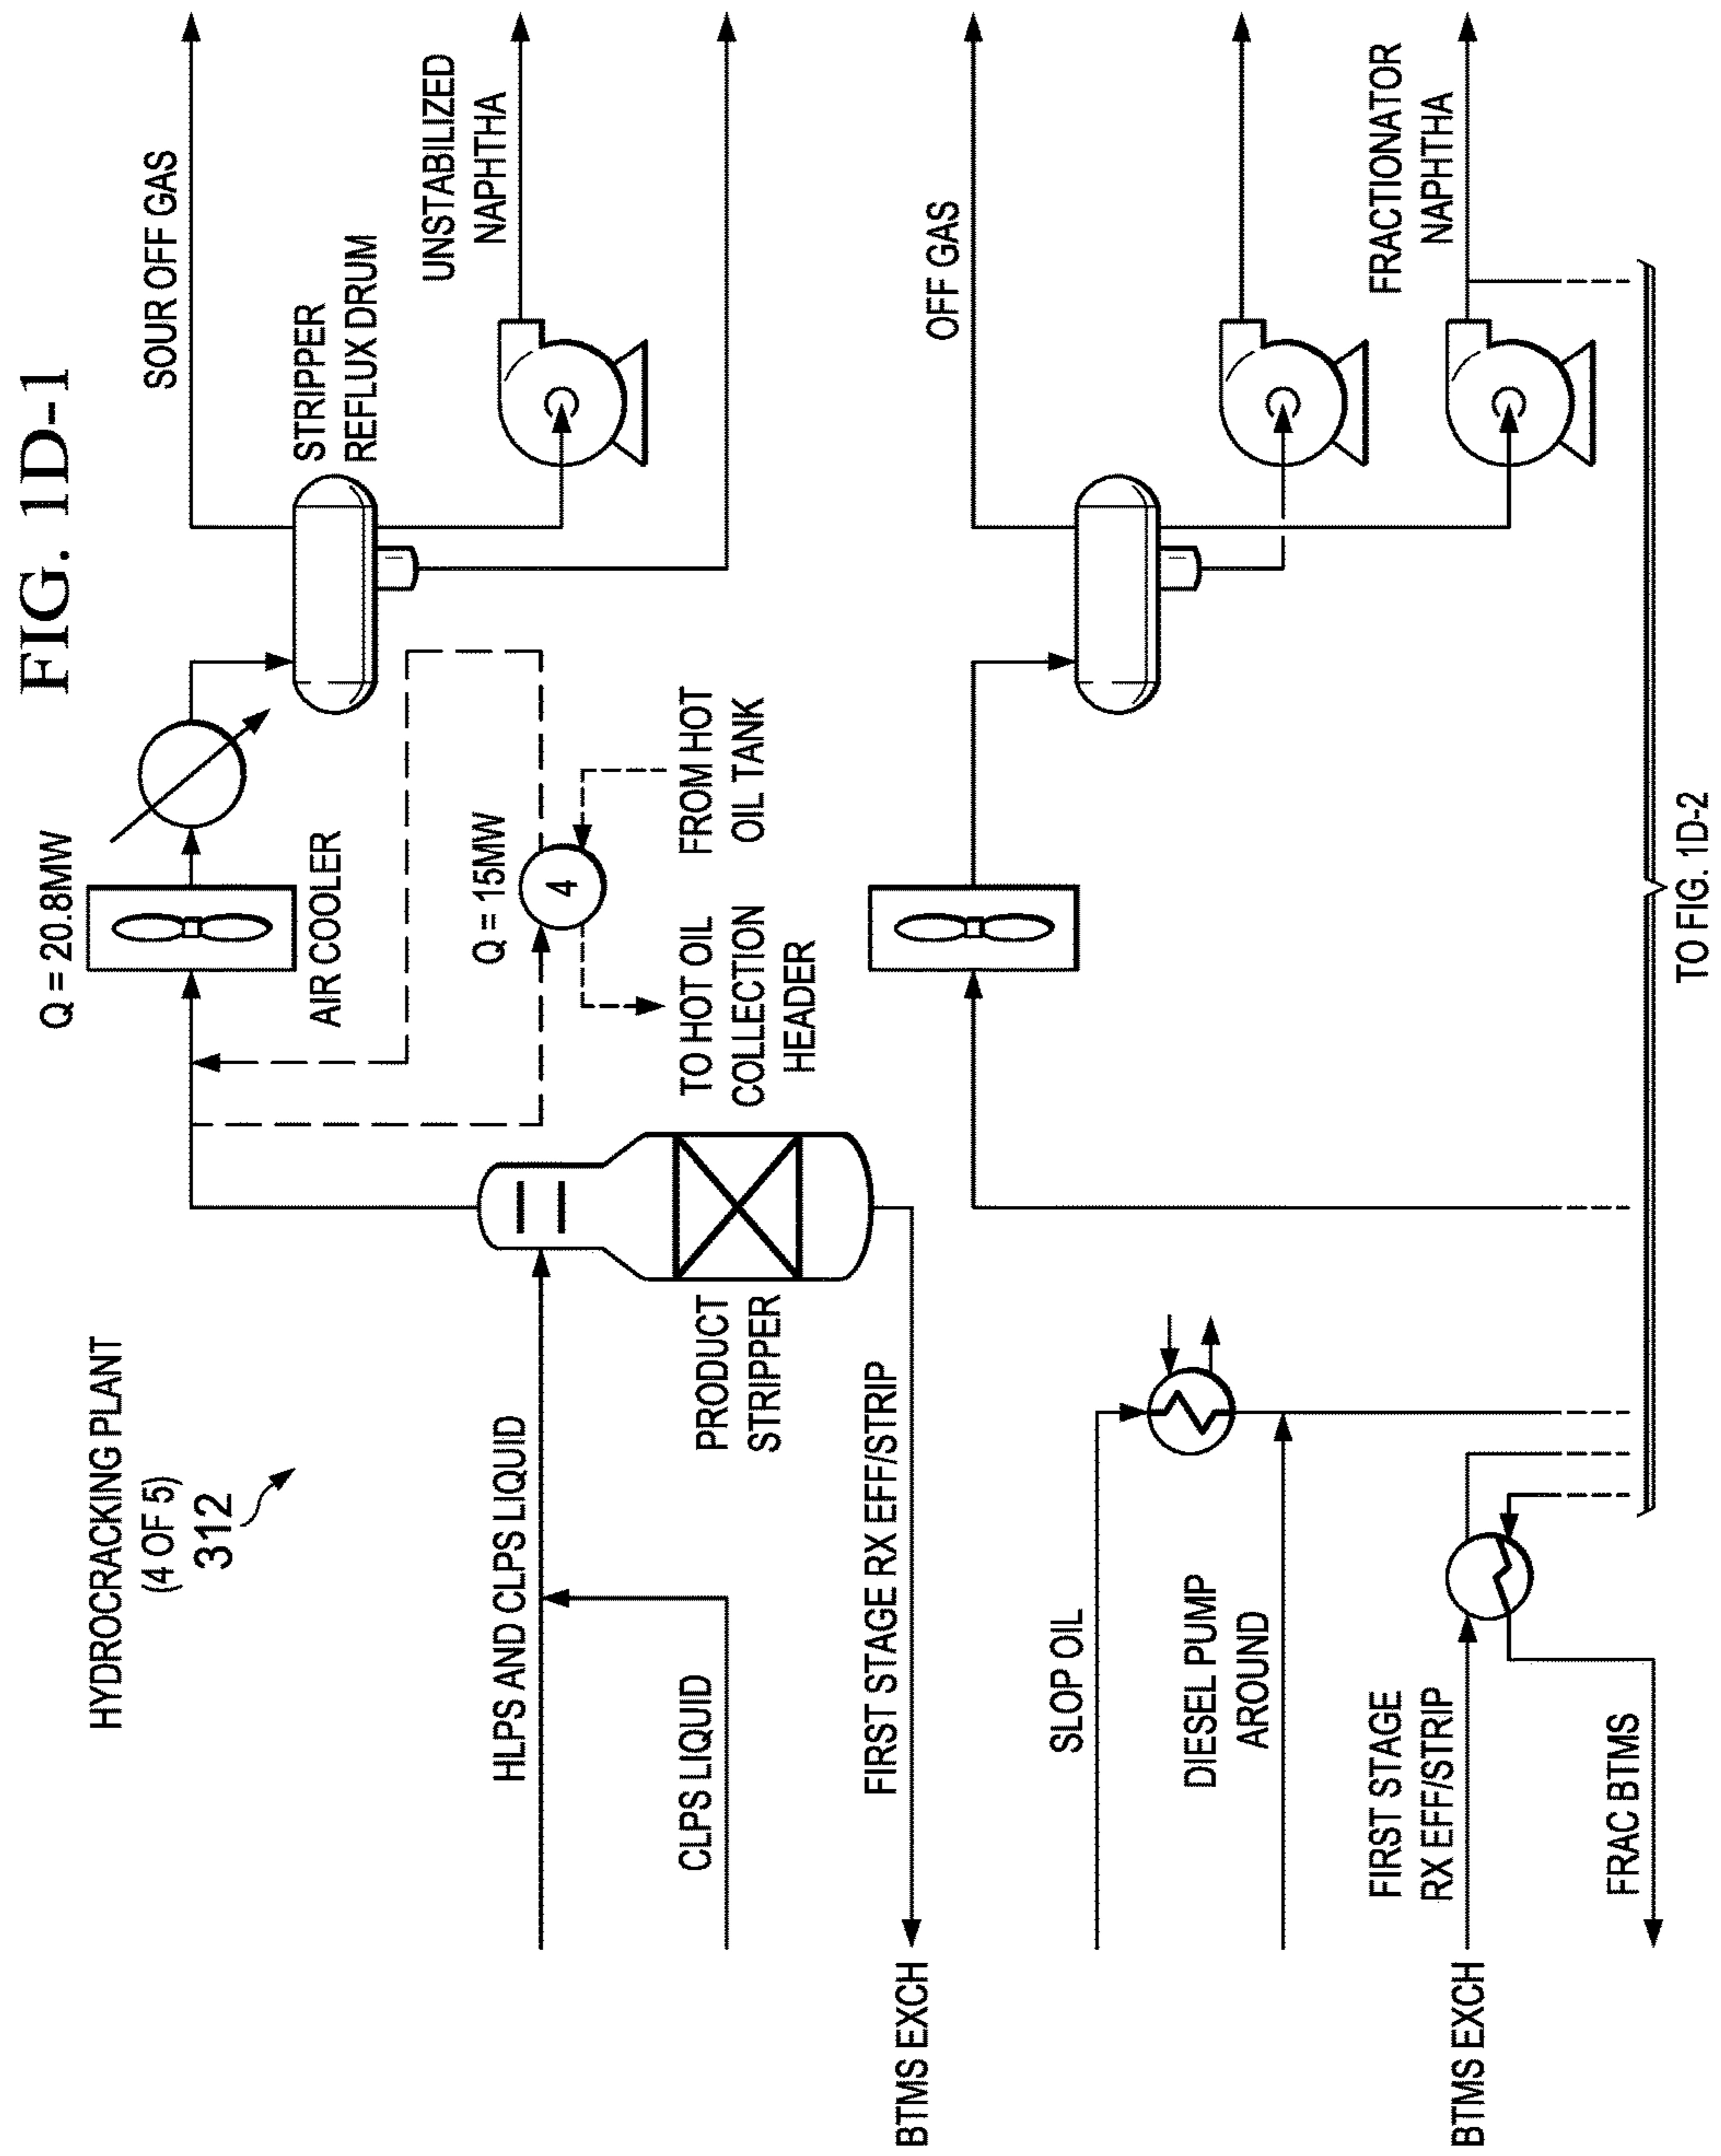 FIG. 1D-1
HYDROCRACKING PLANT
(4 OF 5)
312
Q = 20.8MW
AIR COOLER
SOUR OFF GAS
STRIPPER
REFLUX DRUM
UNSTABILIZED
NAPHTHA
Q = 15MW
4
FROM HOT
OIL TANK
TO HOT OIL
COLLECTION
HEADER
HLPS AND CLPS LIQUID
CLPS LIQUID
PRODUCT
STRIPPER
FIRST STAGE RX EFF/STRIP
BTMS EXCH
OFF GAS
SLOP OIL
DIESEL PUMP
AROUND
FIRST STAGE
RX EFF/STRIP
BTMS EXCH
FRAC BTMS
FRACTIONATOR
NAPHTHA
TO FIG. 1D-2